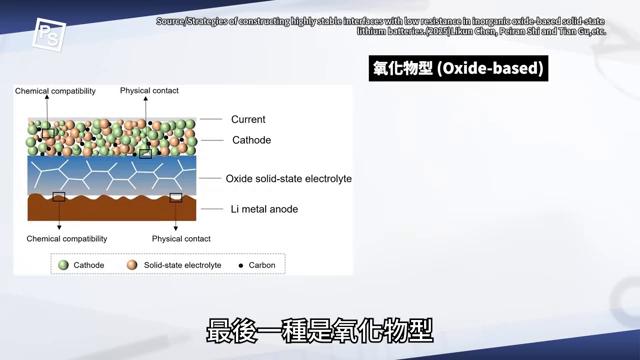 Source/Strategies of constructing highly stable interfaces with low resistance in inorganic oxide-based solid-state
lithium batteries.(2025)Likun Chen, Peiran Shi and Tian Gu,etc.
PS
氧化物型 (Oxide-based)
Chemical compatibility
Physical contact
Current
Cathode
Oxide solid-state electrolyte
Li metal anode
Chemical compatibility
Physical contact
Cathode
Solid-state electrolyte
Carbon
最後一種是氧化物型